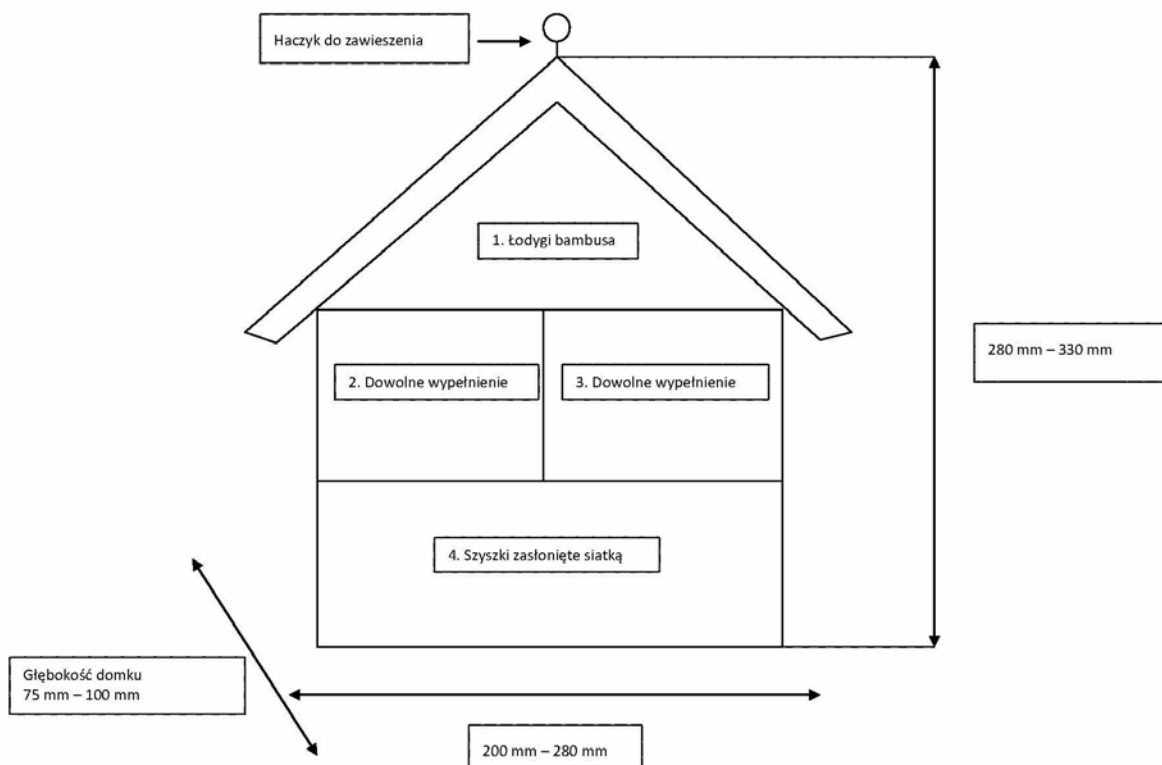 Haczyk do zawieszenia
1. Łodygi bambusa
280 mm – 330 mm
2. Dowolne wypełnienie
3. Dowolne wypełnienie
4. Szyszki zasłonięte siatką
Głębokość domku
75 mm – 100 mm
200 mm – 280 mm